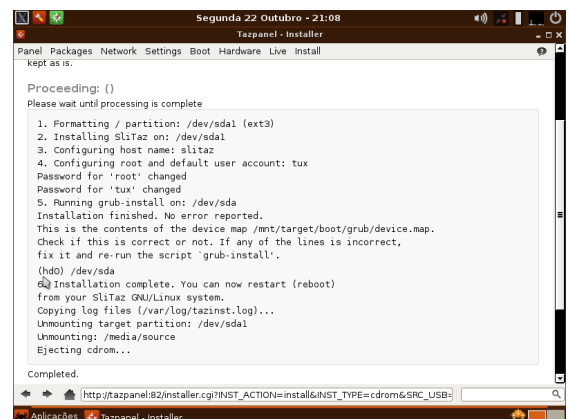 Segunda 22 Outubro - 21:08
Tazpanel - Installer
Panel Packages Network Settings Boot Hardware Live Install
kept as is.
Proceeding: ()
Please wait until processing is complete
1. Formatting / partition: /dev/sda1 (ext3)
2. Installing SliTaz on: /dev/sda1
3. Configuring host name: slitaz
4. Configuring root and default user account: tux
Password for 'root' changed
Password for 'tux' changed
5. Running grub-install on: /dev/sda
Installation finished. No error reported.
This is the contents of the device map /mnt/target/boot/grub/device.map.
Check if this is correct or not. If any of the lines is incorrect,
fix it and re-run the script `grub-install'.
(hd0) /dev/sda
6. Installation complete. You can now restart (reboot)
from your SliTaz GNU/Linux system.
Copying log files (/var/log/tazinst.log)...
Unmounting target partition: /dev/sda1
Unmounting: /media/source
Ejecting cdrom...
Completed.
http://tazpanel:82/installer.cgi?INST_ACTION=install&INST_TYPE=cdrom&SRC_USB=
Aplicações Tazpanel - Installer